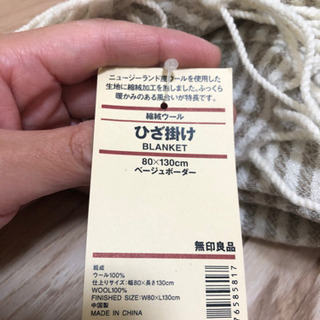 ニュージーランド産ウールを使用した
生地に縮絨加工を施しました。ふっくら
暖かみのある風合いが特長です。
縮絨ウール
ひざ掛け
BLANKET
80×130cm
ベージュボーダー
無印良品
組成
ウール100%
仕上りサイズ：幅80×長さ130cm
WOOL100%
FINISHED SIZE：W80×L130cm
中国製
MADE IN CHINA